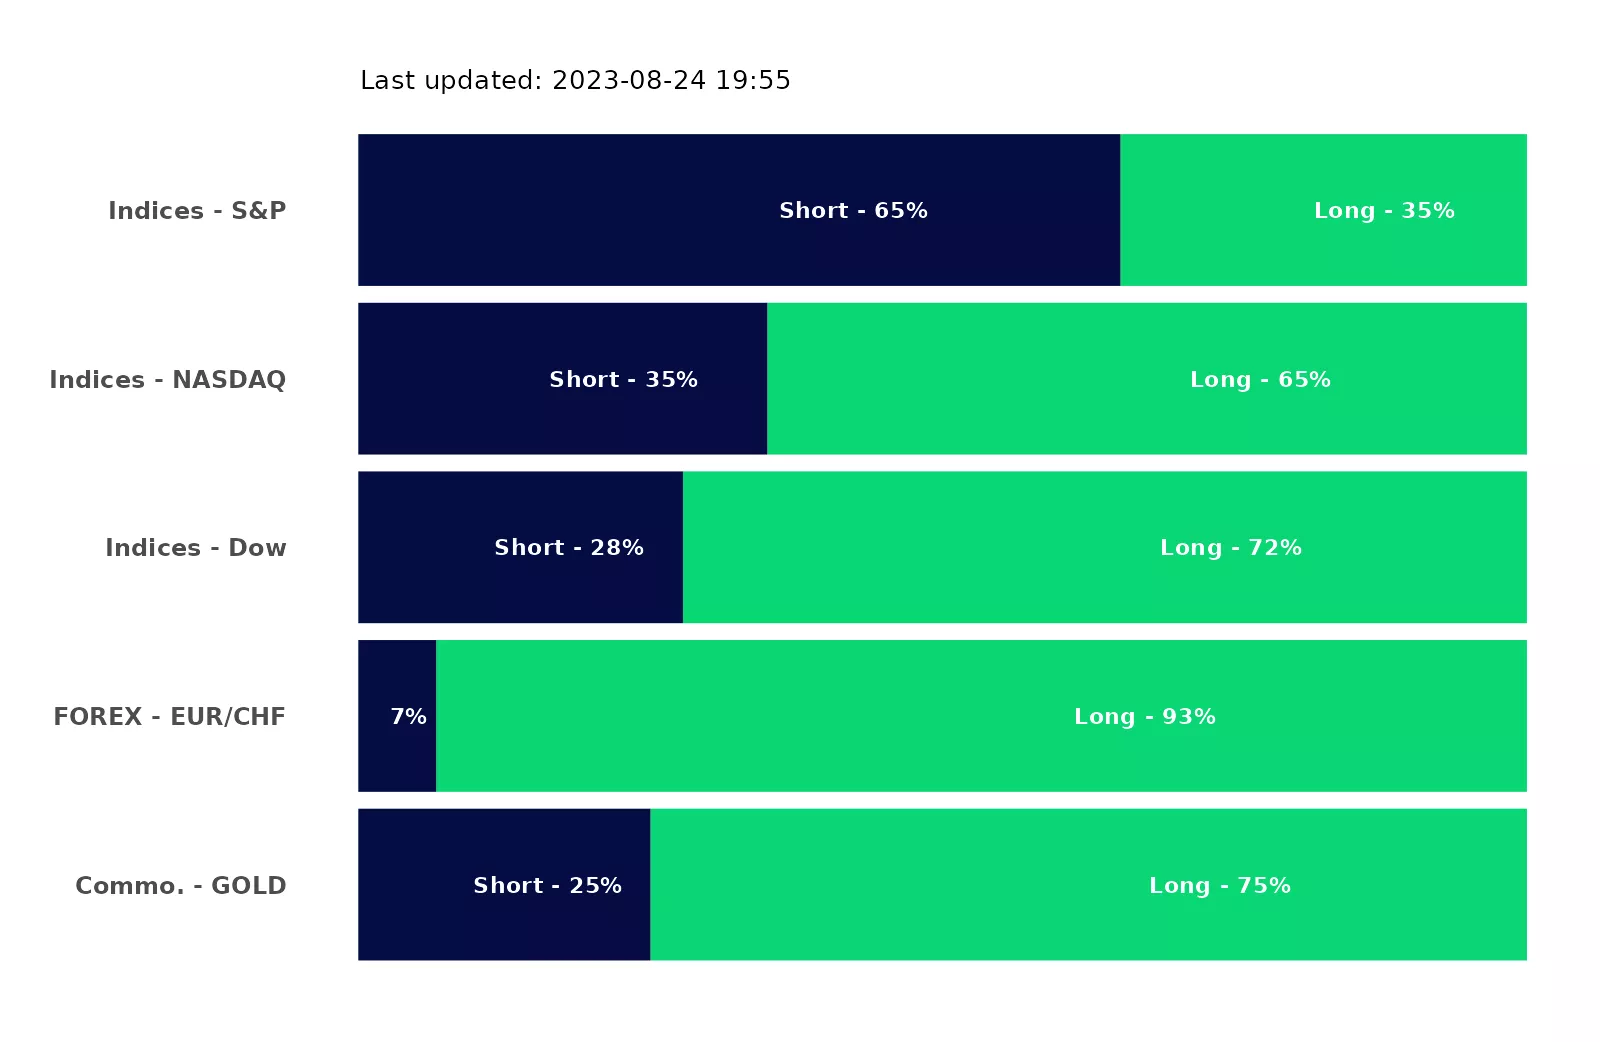 Last updated: 2023-08-24 19:55
Indices - S&P Short - 65% Long - 35%
Indices - NASDAQ Short - 35% Long - 65%
Indices - Dow Short - 28% Long - 72%
FOREX - EUR/CHF 7% Long - 93%
Commo. - GOLD Short - 25% Long - 75%